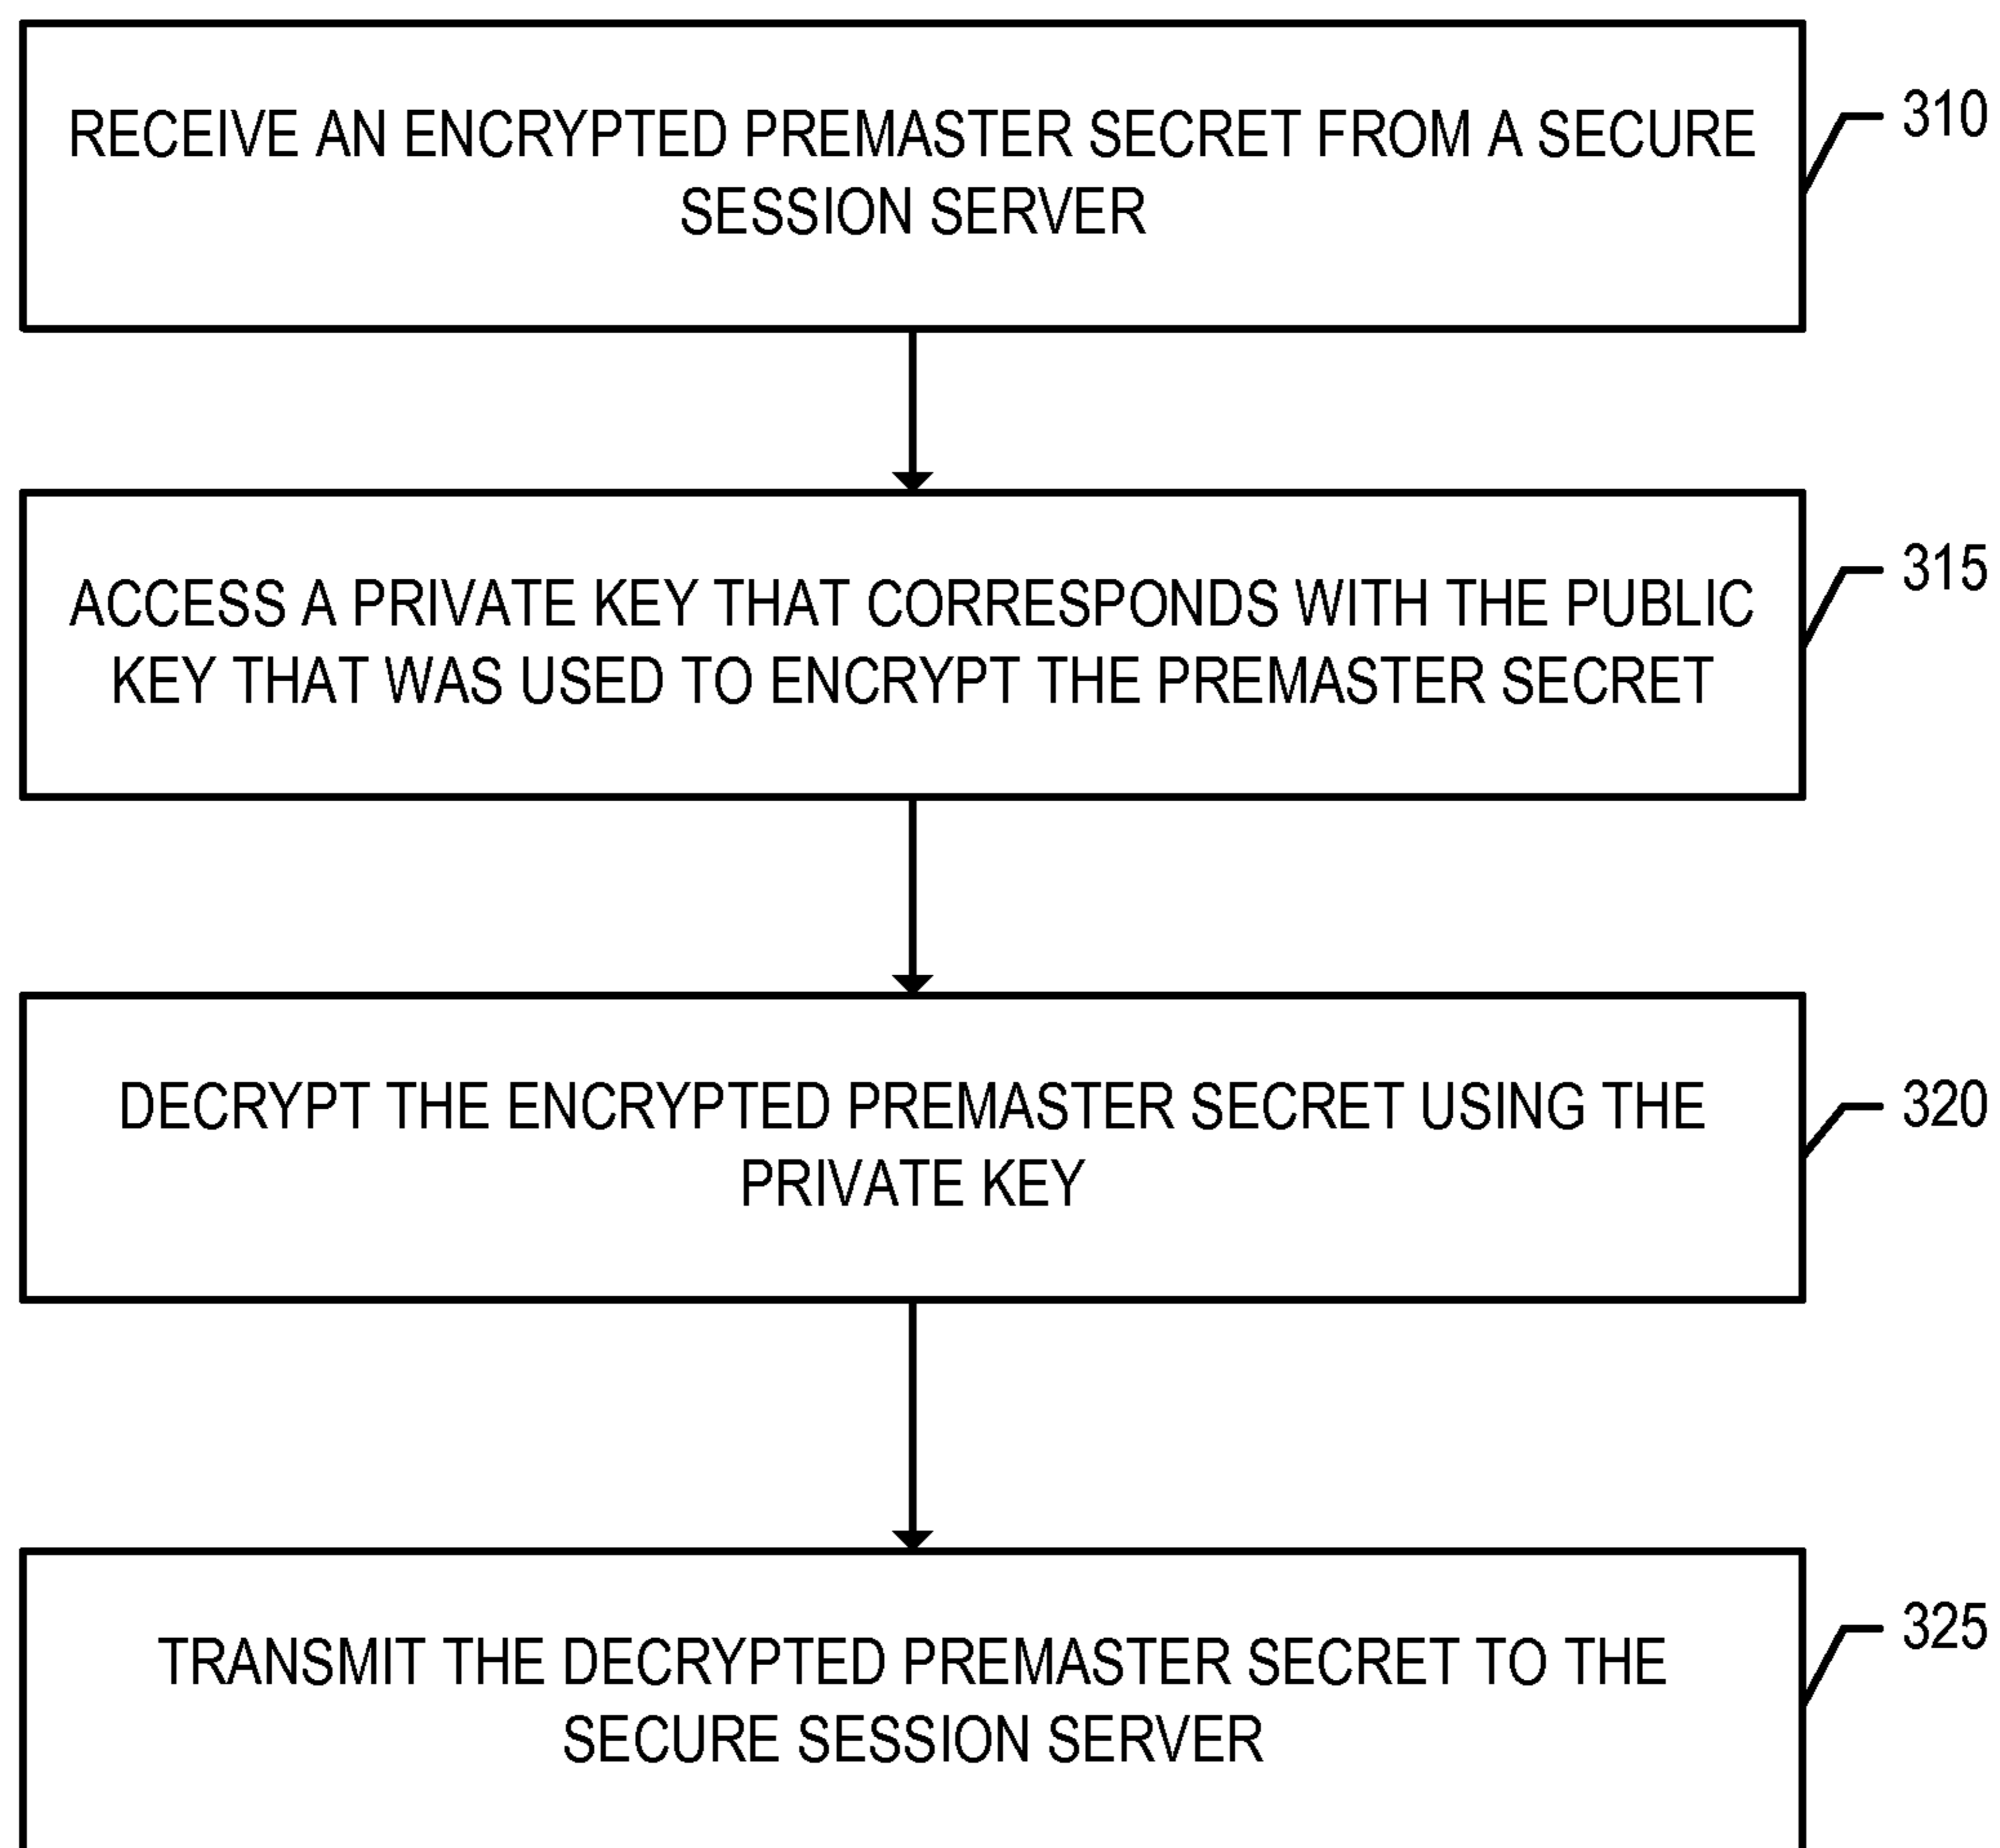 RECEIVE AN ENCRYPTED PREMASTER SECRET FROM A SECURE
SESSION SERVER
310
ACCESS A PRIVATE KEY THAT CORRESPONDS WITH THE PUBLIC
KEY THAT WAS USED TO ENCRYPT THE PREMASTER SECRET
315
DECRYPT THE ENCRYPTED PREMASTER SECRET USING THE
PRIVATE KEY
320
TRANSMIT THE DECRYPTED PREMASTER SECRET TO THE
SECURE SESSION SERVER
325